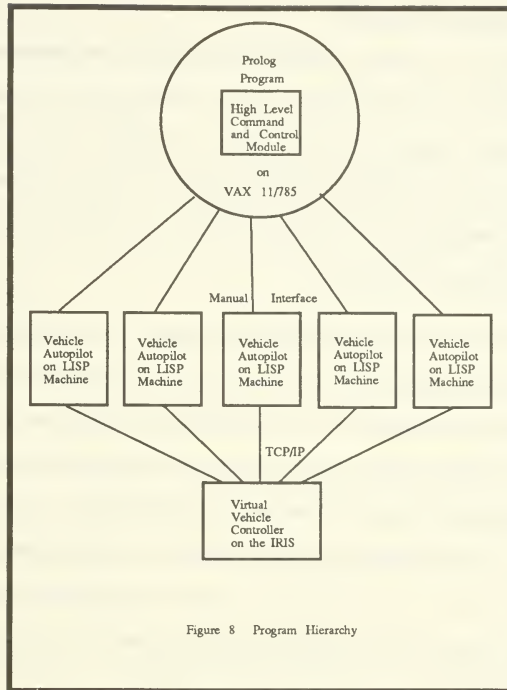 Prolog
Program
High Level
Command
and Control
Module
on
VAX 11/785
Manual Interface
Vehicle
Autopilot
on LISP
Machine
Vehicle
Autopilot
on LISP
Machine
Vehicle
Autopilot
on LISP
Machine
Vehicle
Autopilot
on LISP
Machine
Vehicle
Autopilot
on LISP
Machine
TCP/IP
Virtual
Vehicle
Controller
on the IRIS
Figure 8 Program Hierarchy